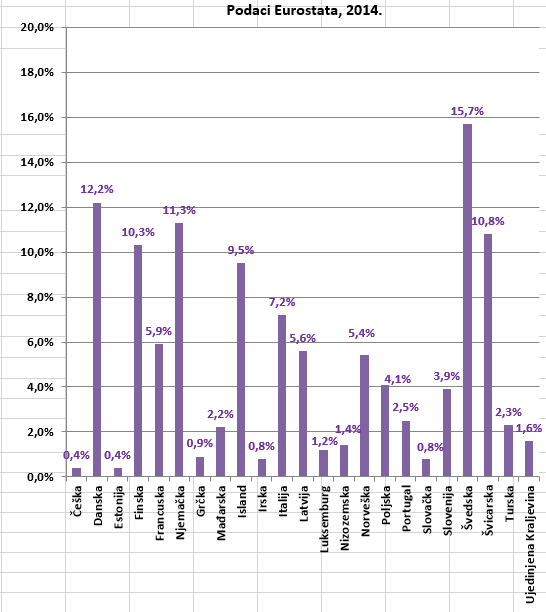 Podaci Eurostata, 2014.
20,0%
18,0%
16,0%
14,0%
12,0%
10,0%
8,0%
6,0%
4,0%
2,0%
0,0%
0,4%
12,2%
0,4%
10,3%
5,9%
11,3%
0,9%
2,2%
9,5%
0,8%
7,2%
5,6%
1,2%
1,4%
5,4%
4,1%
2,5%
0,8%
3,9%
15,7%
10,8%
2,3%
1,6%
Češka
Danska
Estonija
Finska
Francuska
Njemačka
Grčka
Mađarska
Island
Irska
Italija
Latvija
Luksemburg
Nizozemska
Norveška
Poljska
Portugal
Slovačka
Slovenija
Švedska
Švicarska
Turska
Ujedinjena Kraljevina